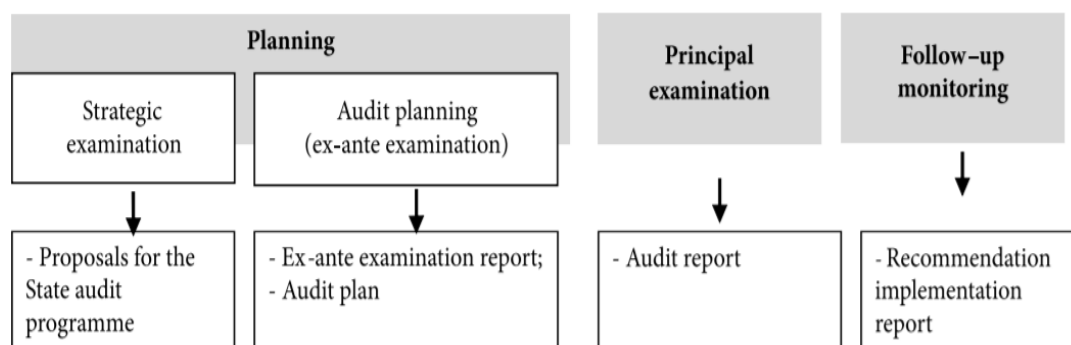 Planning
Strategic
examination
Audit planning
(ex-ante examination)
Principal
examination
Follow–up
monitoring
- Proposals for the
State audit
programme
- Ex-ante examination report;
- Audit plan
- Audit report
- Recommendation
implementation
report